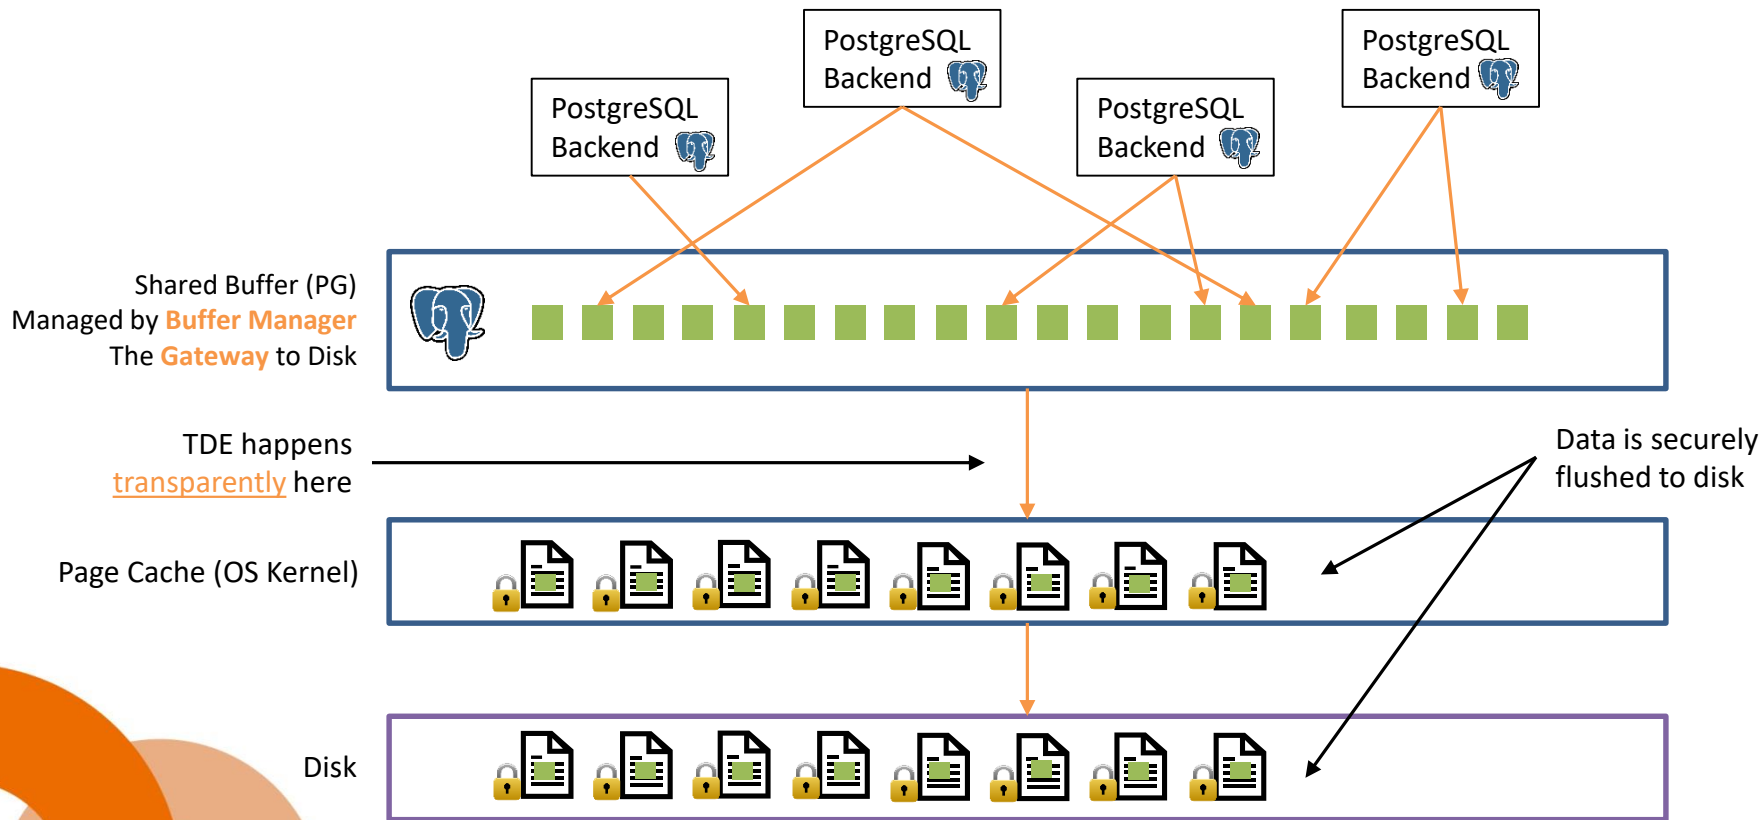 PostgreSQL
Backend
PostgreSQL
Backend
PostgreSQL
Backend
PostgreSQL
Backend
Shared Buffer (PG)
Managed by Buffer Manager
The Gateway to Disk
TDE happens
transparently here
Data is securely
flushed to disk
Page Cache (OS Kernel)
Disk